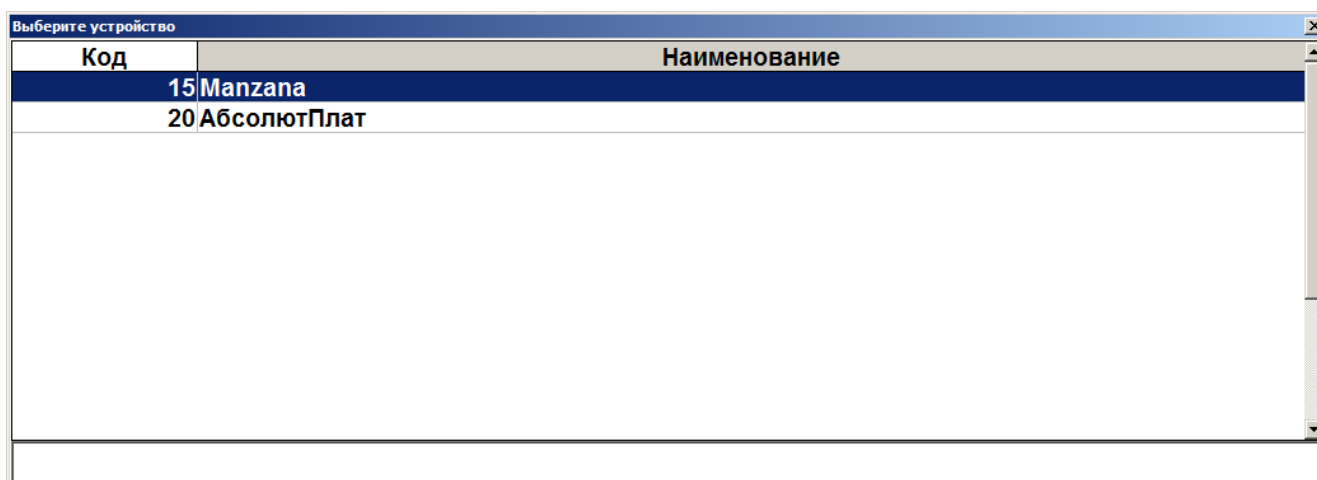 Выберите устройство
Код Наименование
15 Manzana
20 АбсолютПлат